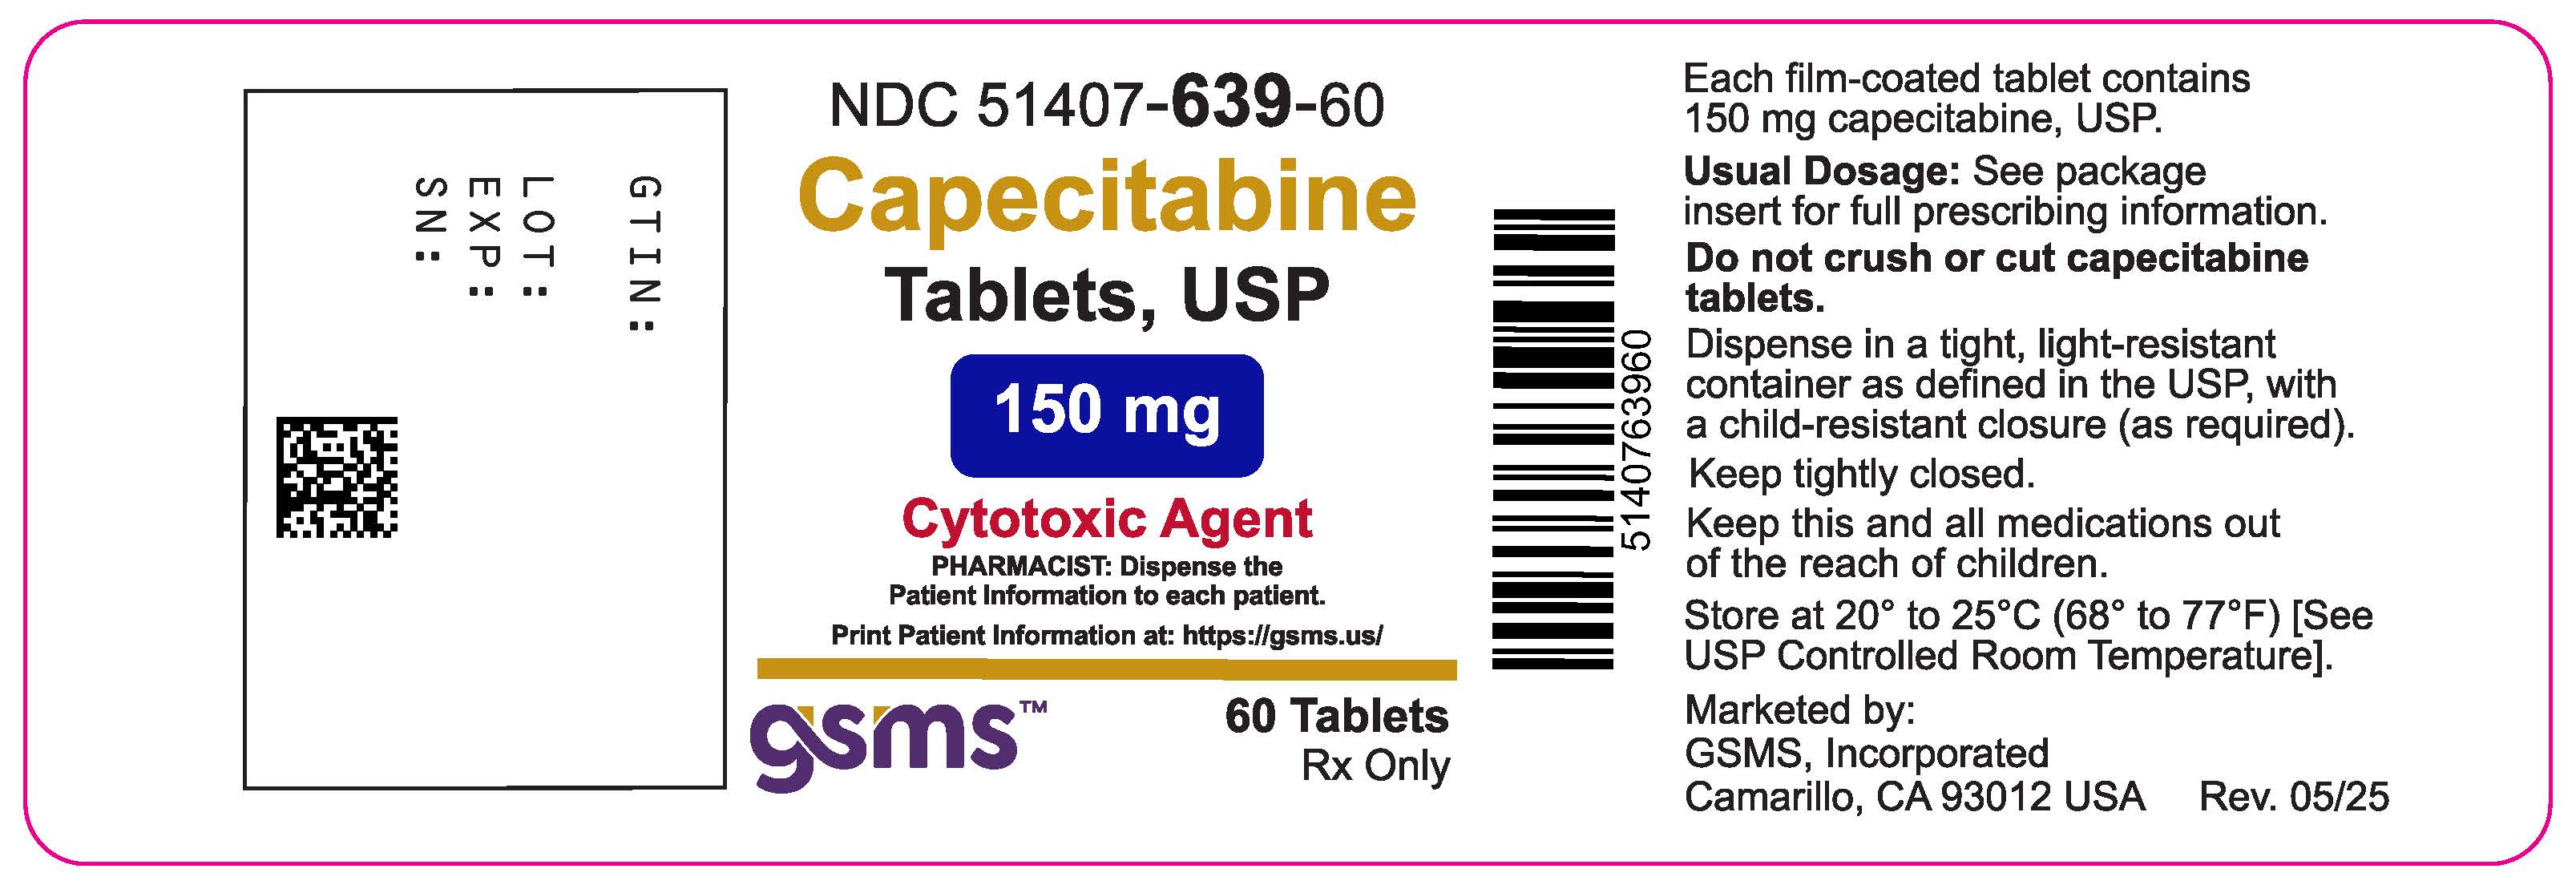 GTIN:
LOT:
EXP:
SN:
NDC 51407-639-60
Capecitabine
Tablets, USP
150 mg
Cytotoxic Agent
PHARMACIST: Dispense the
Patient Information to each patient.
Print Patient Information at: https://gsms.us/
gsms™
60 Tablets
Rx Only
5140763960
Each film-coated tablet contains
150 mg capecitabine, USP.
Usual Dosage: See package
insert for full prescribing information.
Do not crush or cut capecitabine
tablets.
Dispense in a tight, light-resistant
container as defined in the USP, with
a child-resistant closure (as required).
Keep tightly closed.
Keep this and all medications out
of the reach of children.
Store at 20° to 25°C (68° to 77°F) [See
USP Controlled Room Temperature].
Marketed by:
GSMS, Incorporated
Camarillo, CA 93012 USA Rev. 05/25